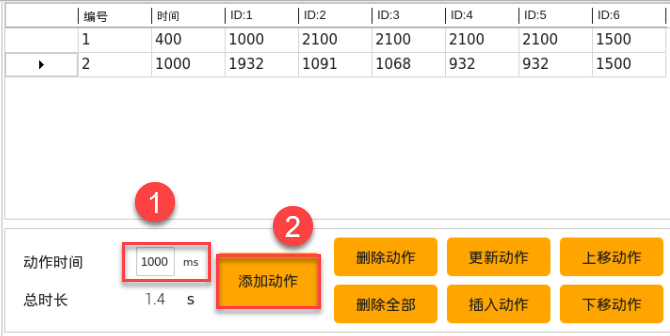 编号 时间 ID:1 ID:2 ID:3 ID:4 ID:5 ID:6
1 400 1000 2100 2100 2100 2100 1500
2 1000 1932 1091 1068 932 932 1500
1
2
动作时间 1000 ms
总时长 1.4 s
添加动作
删除动作 更新动作 上移动作
删除全部 插入动作 下移动作